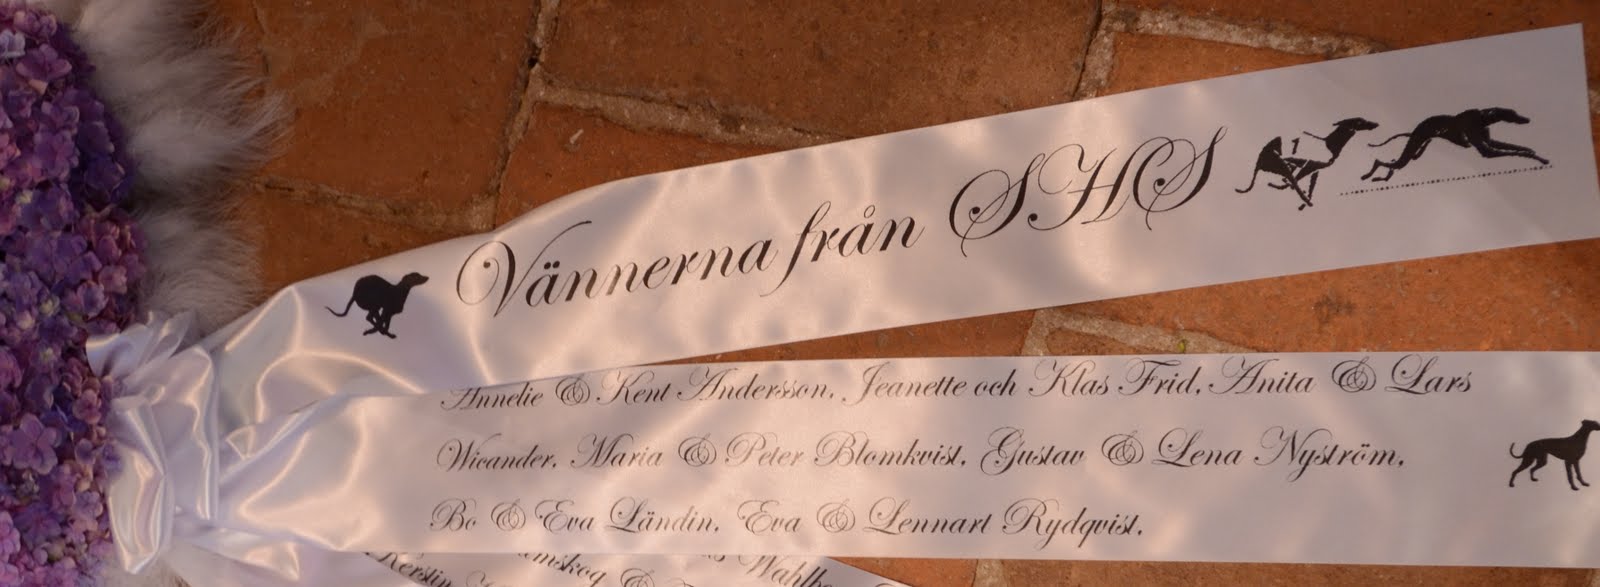 Vännerna från SHS
Annelie & Kent Andersson, Jeanette och Klas Frid, Anita & Lars
Wicander, Maria & Peter Blomkvist, Gustav & Lena Nyström,
Bo & Eva Ländin, Eva & Lennart Rydqvist,
Kerstin